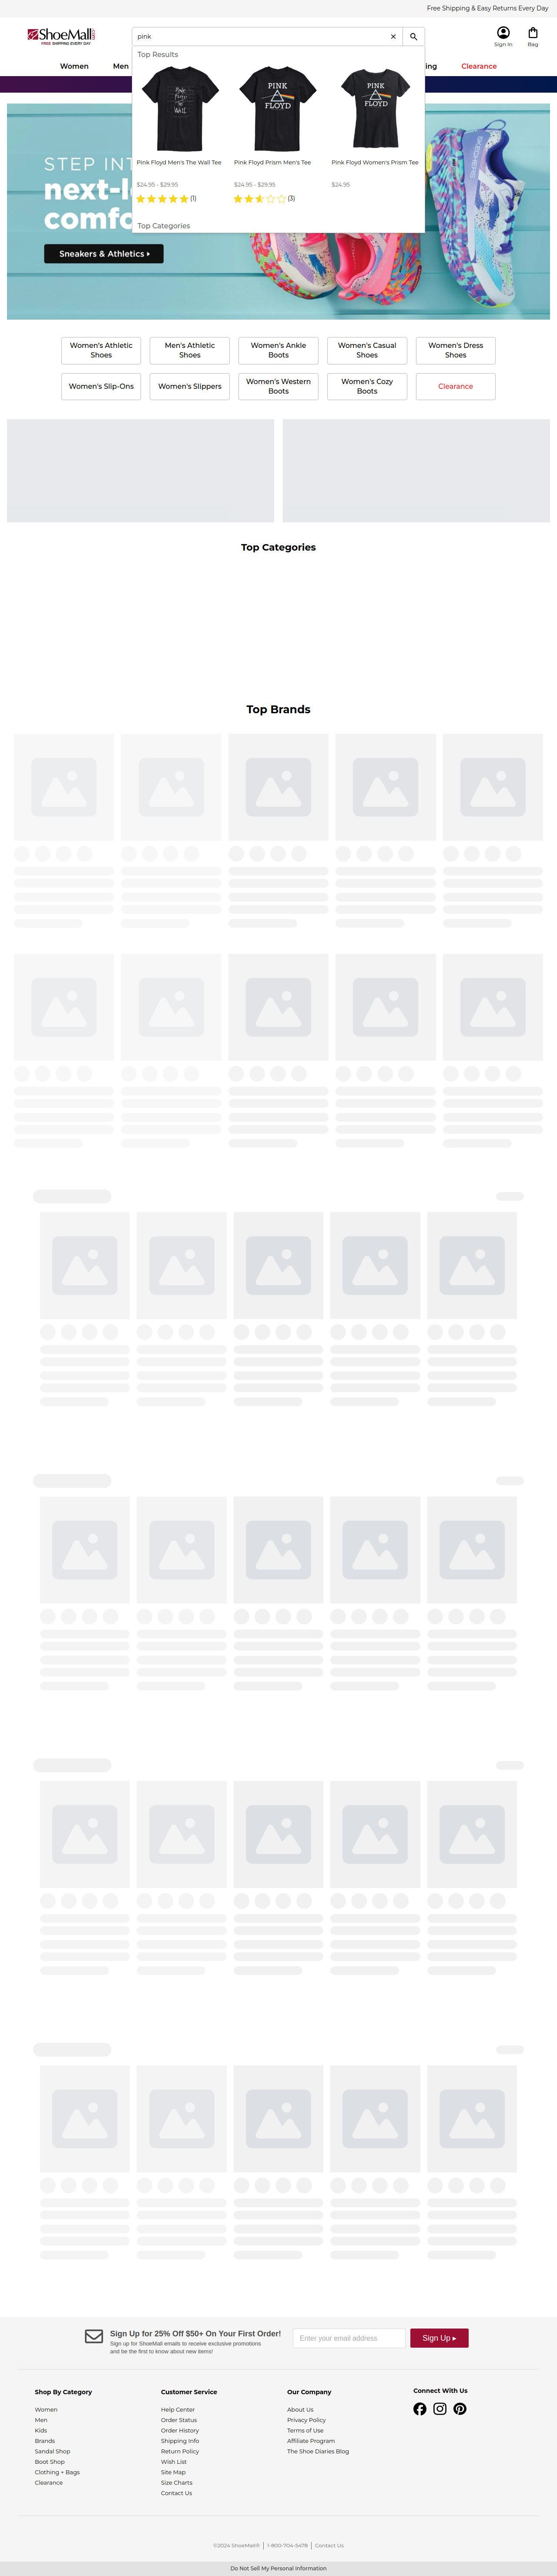 Free Shipping & Easy Returns Every Day
ShoeMall
FREE SHIPPING EVERY DAY
pink
Sign In
Bag
Women
Men
ing
Clearance
Top Results
PINK FLOYD
PINK FLOYD
Pink Floyd Men's The Wall Tee
Pink Floyd Prism Men's Tee
Pink Floyd Women's Prism Tee
$24.95 - $29.95
$24.95 - $29.95
$24.95
(1)
(3)
Top Categories
STEP INT
next-l
comfo
Sneakers & Athletics ▸
SKECHERS
Women's Athletic Shoes
Men's Athletic Shoes
Women's Ankle Boots
Women's Casual Shoes
Women's Dress Shoes
Women's Slip-Ons
Women's Slippers
Women's Western Boots
Women's Cozy Boots
Clearance
Top Categories
Top Brands
Sign Up for 25% Off $50+ On Your First Order!
Sign up for ShoeMall emails to receive exclusive promotions
and be the first to know about new items!
Enter your email address
Sign Up ▸
Shop By Category
Women
Men
Kids
Brands
Sandal Shop
Boot Shop
Clothing + Bags
Clearance
Customer Service
Help Center
Order Status
Order History
Shipping Info
Return Policy
Wish List
Site Map
Size Charts
Contact Us
Our Company
About Us
Privacy Policy
Terms of Use
Affiliate Program
The Shoe Diaries Blog
Connect With Us
©2024 ShoeMall® | 1-800-704-5478 | Contact Us
Do Not Sell My Personal Information